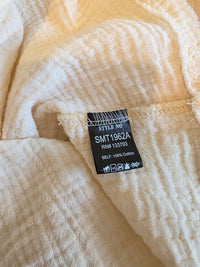 STYLE NO
SMT1962A
RN# 133793
SELF: 100% Cotton